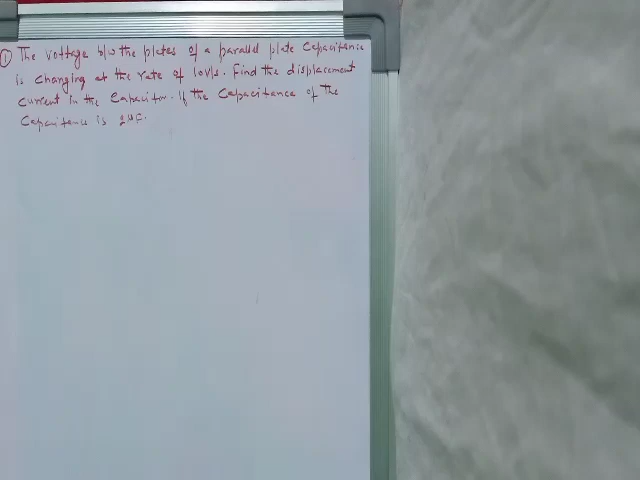 ① The voltage b/w the plates of a parallel plate Capacitance
is changing at the rate of 10V/s. Find the displacement
current in the Capacitor. If the Capacitance of the
Capacitance is 2μF.